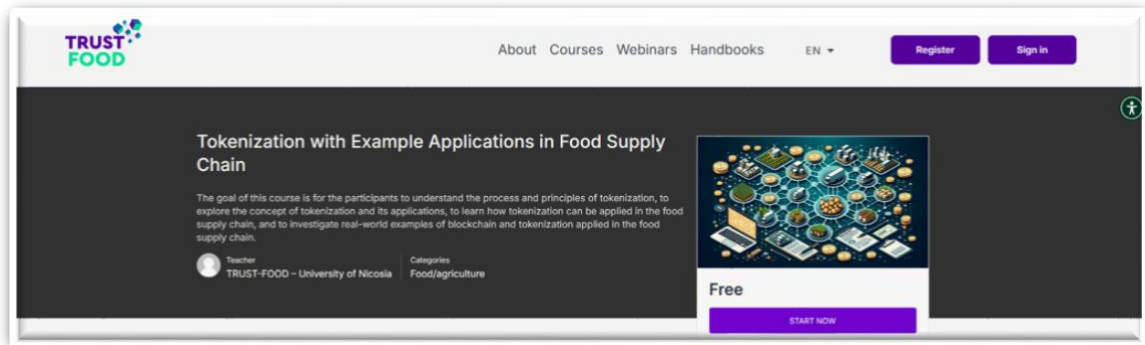 TRUST
FOOD
About Courses Webinars Handbooks EN Register Sign in
Tokenization with Example Applications in Food Supply
Chain
The goal of this course is for the participants to understand the process and principles of tokenization, to
explore the concept of tokenization and its applications, to learn how tokenization can be applied in the food
supply chain, and to investigate real-world examples of blockchain and tokenization applied in the food
supply chain.
Teacher
TRUST-FOOD – University of Nicosia
Categories
Food/agriculture
Free
START NOW